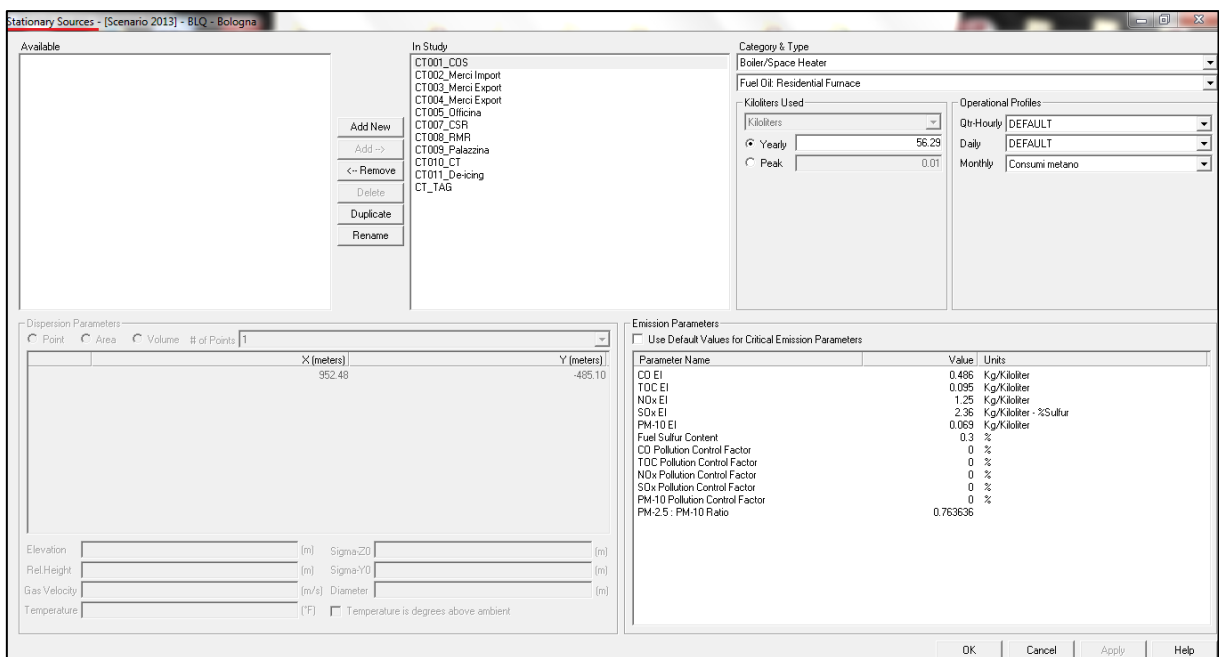 Stationary Sources - [Scenario 2013] - BLQ - Bologna
Available
In Study
CT001_COS
CT002_Merci Import
CT003_Merci Export
CT004_Merci Export
CT005_Officina
CT007_CSR
CT008_RMR
CT009_Palazzina
CT010_CT
CT011_De-icing
CT_TAG
Add New
Add -->
<-- Remove
Delete
Duplicate
Rename
Category & Type
Boiler/Space Heater
Fuel Oil: Residential Furnace
Kiloliters Used
Kiloliters
Yearly 56.29
Peak 0.01
Operational Profiles
Qtr-Hourly DEFAULT
Daily DEFAULT
Monthly Consumi metano
Dispersion Parameters
Point Area Volume # of Points 1
X (meters) Y (meters)
952.48 -485.10
Elevation (m) Sigma-Z0 (m)
Rel.Height (m) Sigma-Y0 (m)
Gas Velocity (m/s) Diameter (m)
Temperature (°F) Temperature is degrees above ambient
Emission Parameters
Use Default Values for Critical Emission Parameters
Parameter Name Value Units
CO EI 0.486 Kg/Kiloliter
TOC EI 0.095 Kg/Kiloliter
NOx EI 1.25 Kg/Kiloliter
SOx EI 2.36 Kg/Kiloliter - %Sulfur
PM-10 EI 0.069 Kg/Kiloliter
Fuel Sulfur Content 0.3 %
CO Pollution Control Factor 0 %
TOC Pollution Control Factor 0 %
NOx Pollution Control Factor 0 %
SOx Pollution Control Factor 0 %
PM-10 Pollution Control Factor 0 %
PM-2.5 : PM-10 Ratio 0.763636
OK Cancel Apply Help